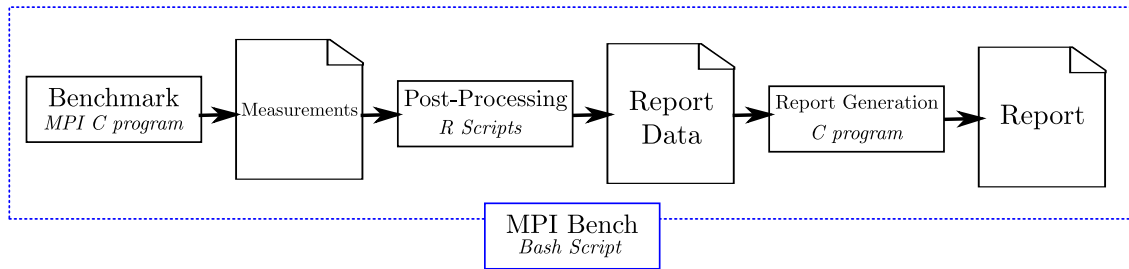 Benchmark
MPI C program
Measurements
Post-Processing
R Scripts
Report
Data
Report Generation
C program
Report
MPI Bench
Bash Script